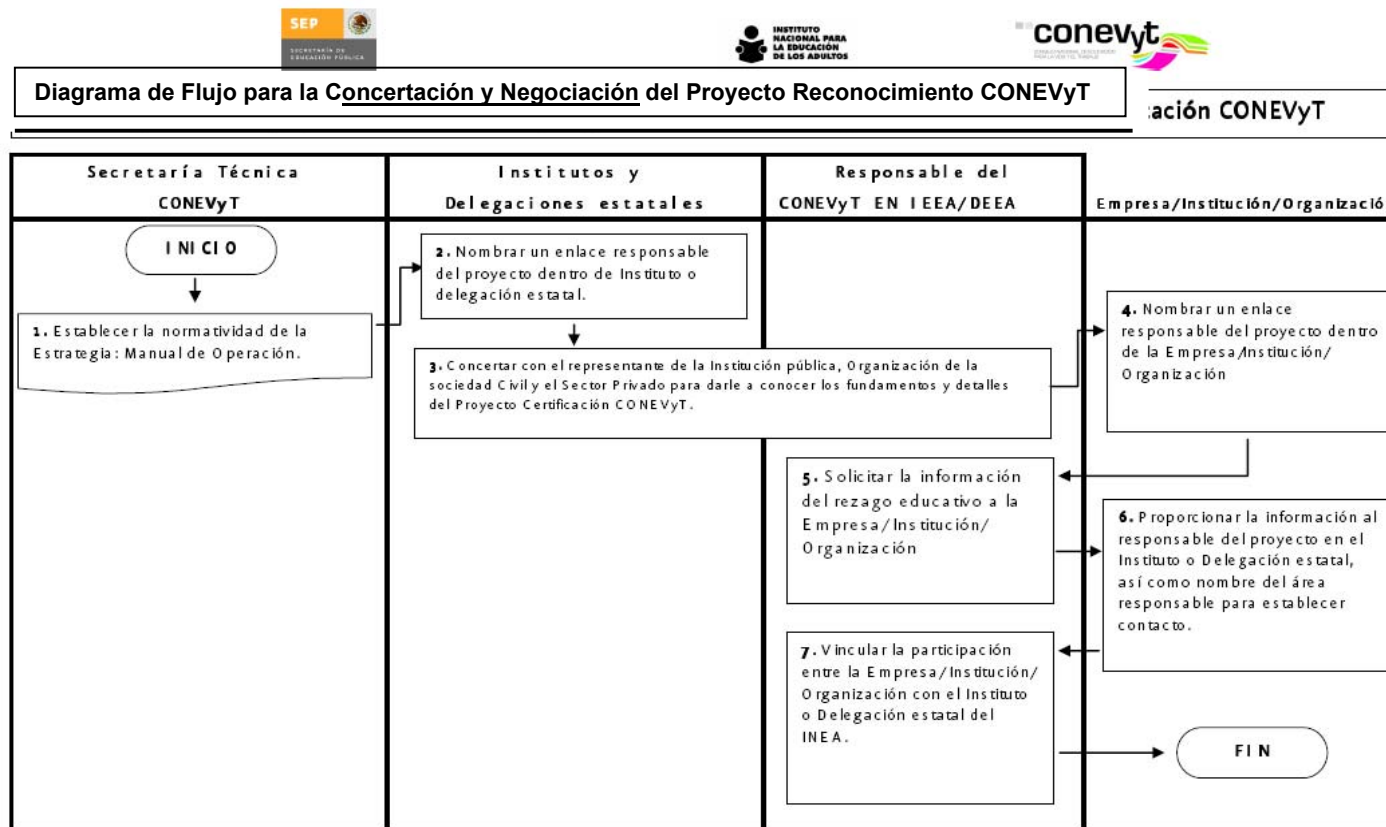 SEP
SECRETARÍA DE
EDUCACIÓN PÚBLICA
INSTITUTO
NACIONAL PARA
LA EDUCACIÓN
DE LOS ADULTOS
conevyt
Diagrama de Flujo para la Concertación y Negociación del Proyecto Reconocimiento CONEVyT
ación CONEVyT
Secretaría Técnica
CONEVyT
Institutos y
Delegaciones estatales
Responsable del
CONEVyT EN IEEA/DEEA
Empresa/Institución/Organizació
INICIO
1. Establecer la normatividad de la
Estrategia: Manual de Operación.
2. Nombrar un enlace responsable
del proyecto dentro de Instituto o
delegación estatal.
3. Concertar con el representante de la Institución pública, Organización de la
sociedad Civil y el Sector Privado para darle a conocer los fundamentos y detalles
del Proyecto Certificación CONEVyT.
4. Nombrar un enlace
responsable del proyecto dentro
de la Empresa/Institución/
Organización
5. Solicitar la información
del rezago educativo a la
Empresa/Institución/
Organización
6. Proporcionar la información al
responsable del proyecto en el
Instituto o Delegación estatal,
así como nombre del área
responsable para establecer
contacto.
7. Vincular la participación
entre la Empresa/Institución/
Organización con el Instituto
o Delegación estatal del
INEA.
FIN